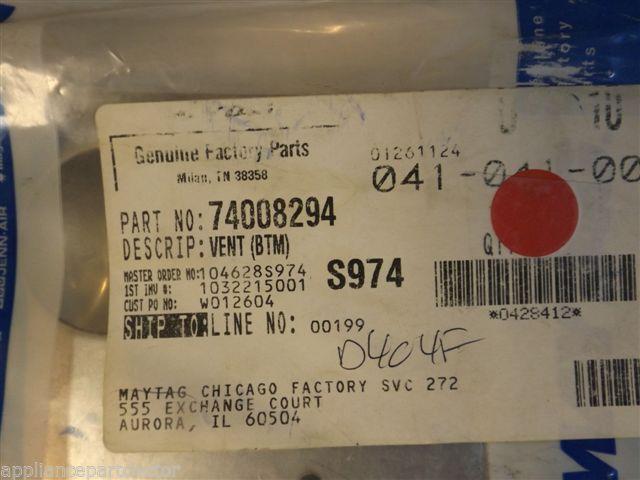 Genuine Factory Parts
Milan, TN 38358
01261124
041-041-00
PART NO: 74008294
DESCRIP: VENT (BTM)
MASTER ORDER NO: 104628S974
1ST INV #: 1032215001
CUST PO NO: W012604
S974
*0428412*
SHIP TO: LINE NO: 00199
D404F
MAYTAG CHICAGO FACTORY SVC 272
555 EXCHANGE COURT
AURORA, IL 60504